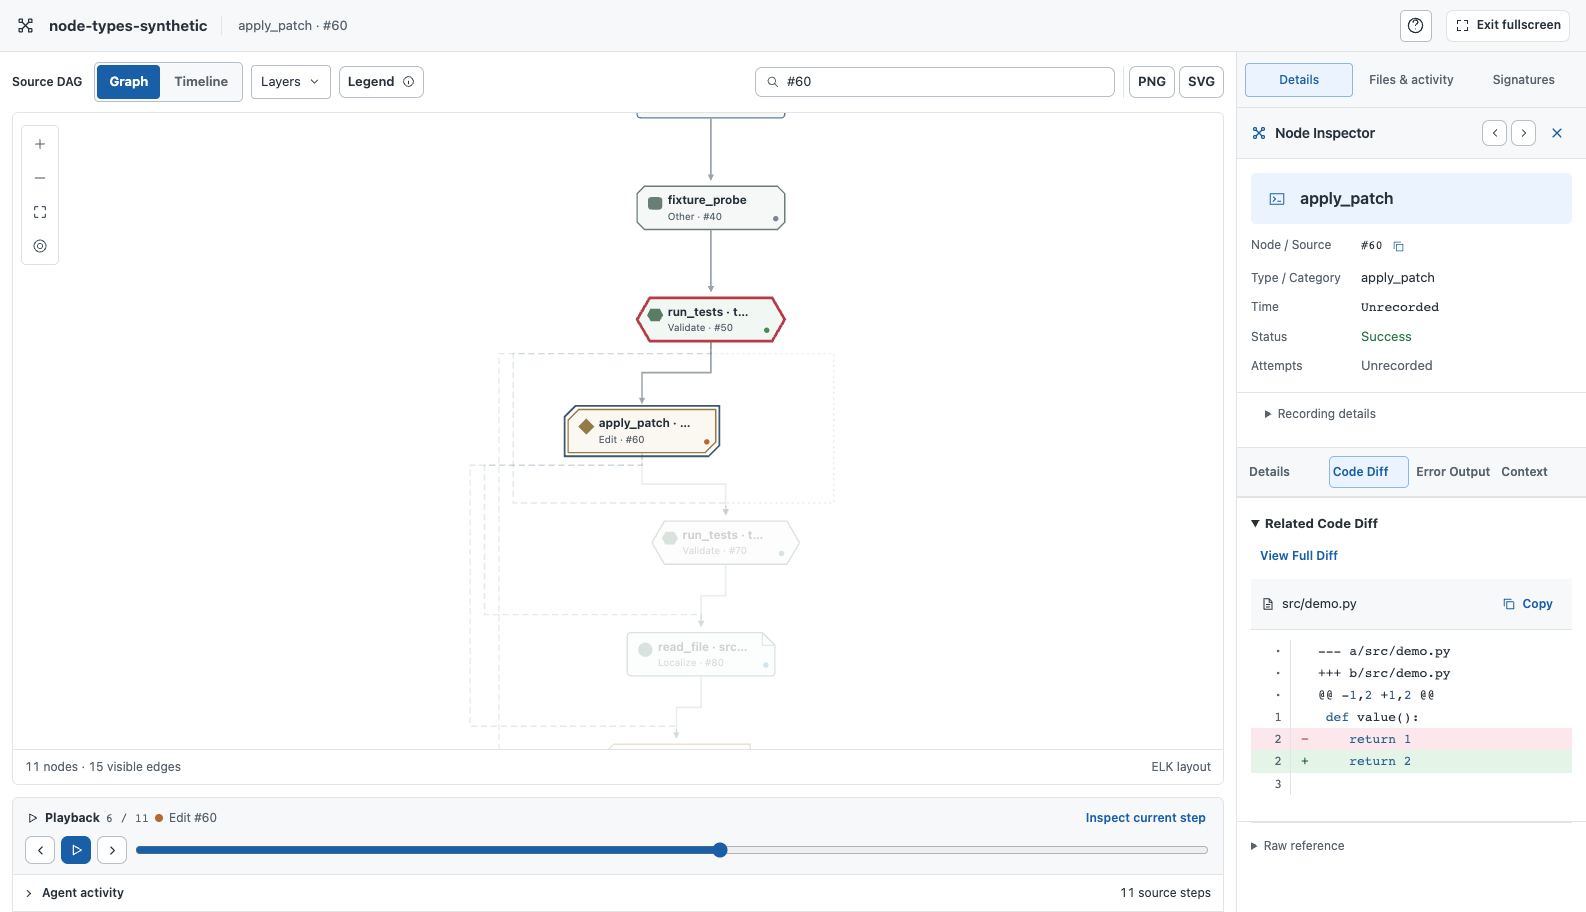 node-types-synthetic
apply_patch · #60
Exit fullscreen
Source DAG
Graph
Timeline
Layers
Legend
#60
PNG
SVG
Details
Files & activity
Signatures
fixture_probe
Other · #40
run_tests · t...
Validate · #50
apply_patch · ...
Edit · #60
run_tests · t...
Validate · #70
read_file · src...
Localize · #80
11 nodes · 15 visible edges
ELK layout
Playback 6 / 11 Edit #60
Inspect current step
Agent activity
11 source steps
Node Inspector
apply_patch
Node / Source #60
Type / Category apply_patch
Time Unrecorded
Status Success
Attempts Unrecorded
Recording details
Details
Code Diff
Error Output
Context
Related Code Diff
View Full Diff
src/demo.py
Copy
· --- a/src/demo.py
· +++ b/src/demo.py
· @@ -1,2 +1,2 @@
1 def value():
2 - return 1
2 + return 2
3
Raw reference